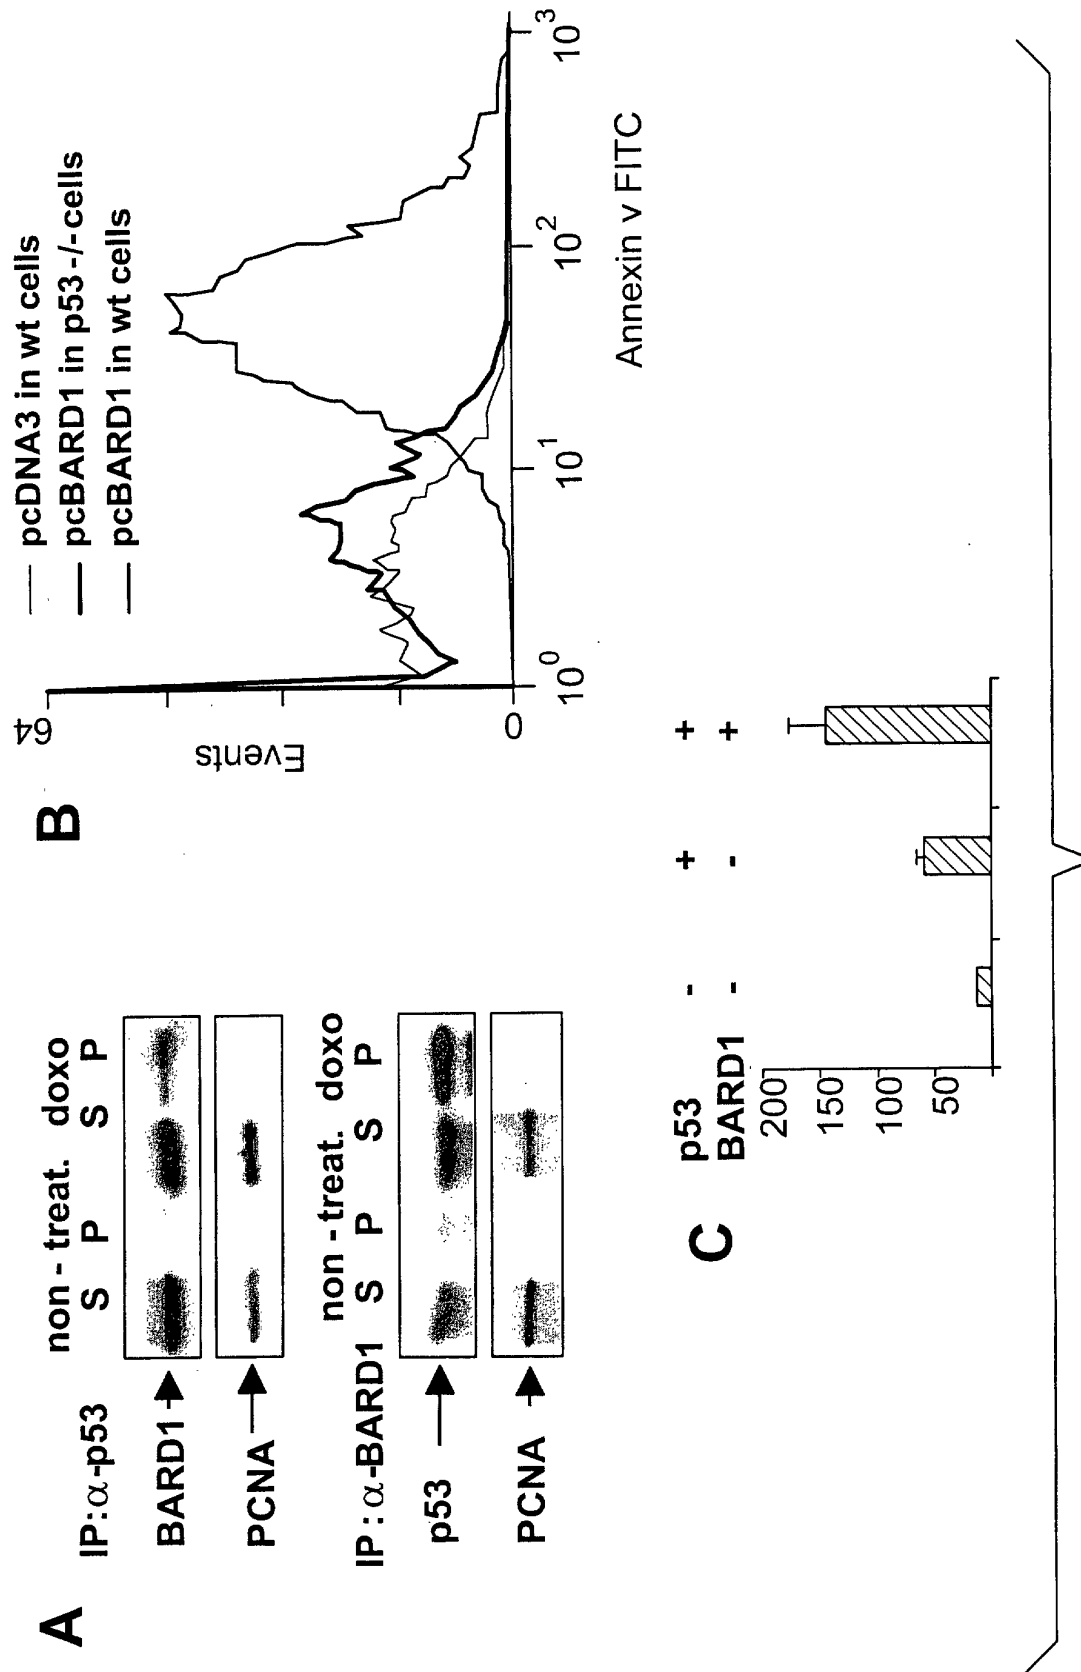 A
IP:α-p53
non-treat. doxo
S P S P
BARD1
PCNA
IP:α-BARD1
non-treat. doxo
S P S P
p53
PCNA
B
pcDNA3 in wt cells
pcBARD1 in p53-/-cells
pcBARD1 in wt cells
64
Events
0
10^0 10^1 10^2 10^3
Annexin v FITC
C
p53 - + +
BARD1 - - +
200
150
100
50